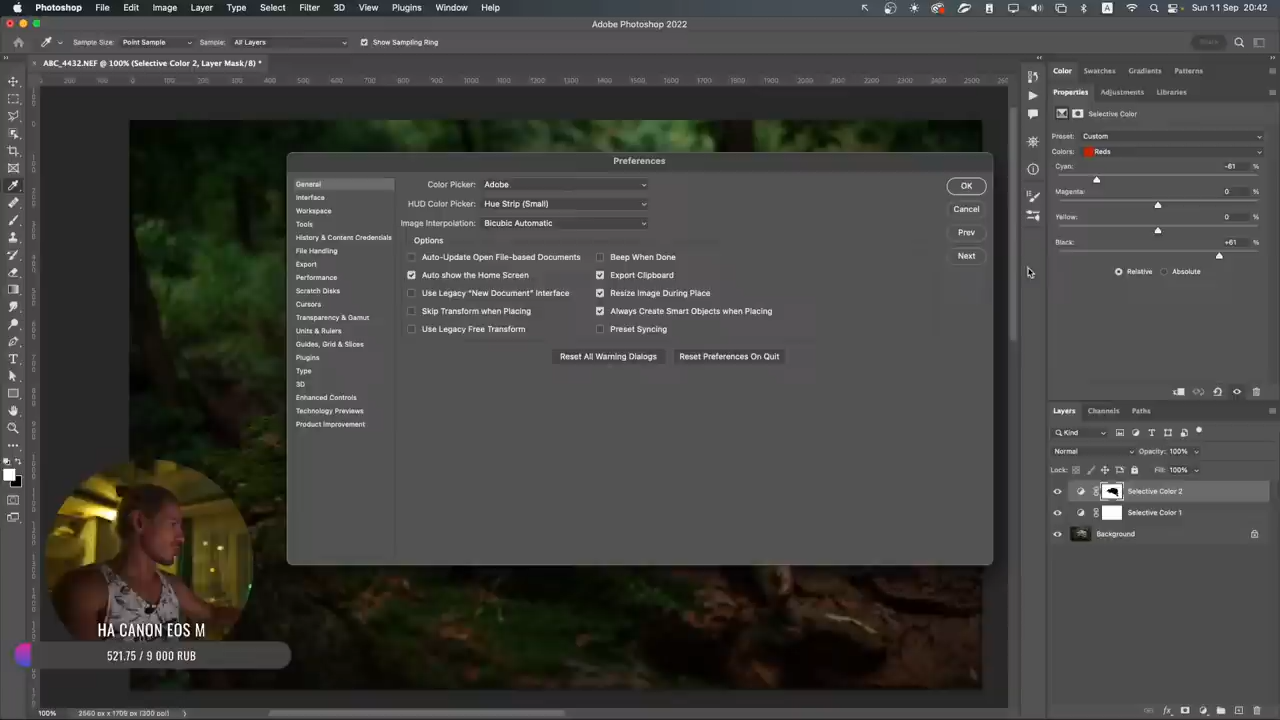 Photoshop File Edit Image Layer Type Select Filter 3D View Plugins Window Help A Sun 11 Sep 20:42
Adobe Photoshop 2022
Sample Size: Point Sample Sample: All Layers Show Sampling Ring Share
ABC_4432.NEF @ 100% (Selective Color 2, Layer Mask/8) *
Color Swatches Gradients Patterns
Properties Adjustments Libraries
Selective Color
Preset: Custom
Colors: Reds
Cyan: -61 %
Magenta: 0 %
Yellow: 0 %
Black: +61 %
Relative Absolute
Preferences
General
Interface
Workspace
Tools
History & Content Credentials
File Handling
Export
Performance
Scratch Disks
Cursors
Transparency & Gamut
Units & Rulers
Guides, Grid & Slices
Plugins
Type
3D
Enhanced Controls
Technology Previews
Product Improvement
Color Picker: Adobe
HUD Color Picker: Hue Strip (Small)
Image Interpolation: Bicubic Automatic
Options
Auto-Update Open File-based Documents
Auto show the Home Screen
Use Legacy “New Document” Interface
Skip Transform when Placing
Use Legacy Free Transform
Beep When Done
Export Clipboard
Resize Image During Place
Always Create Smart Objects when Placing
Preset Syncing
Reset All Warning Dialogs Reset Preferences On Quit
OK
Cancel
Prev
Next
Layers Channels Paths
Kind
Normal Opacity: 100%
Lock: Fill: 100%
Selective Color 2
Selective Color 1
Background
НА CANON EOS M
521.75 / 9 000 RUB
100% 2560 px x 1709 px (300 ppi)